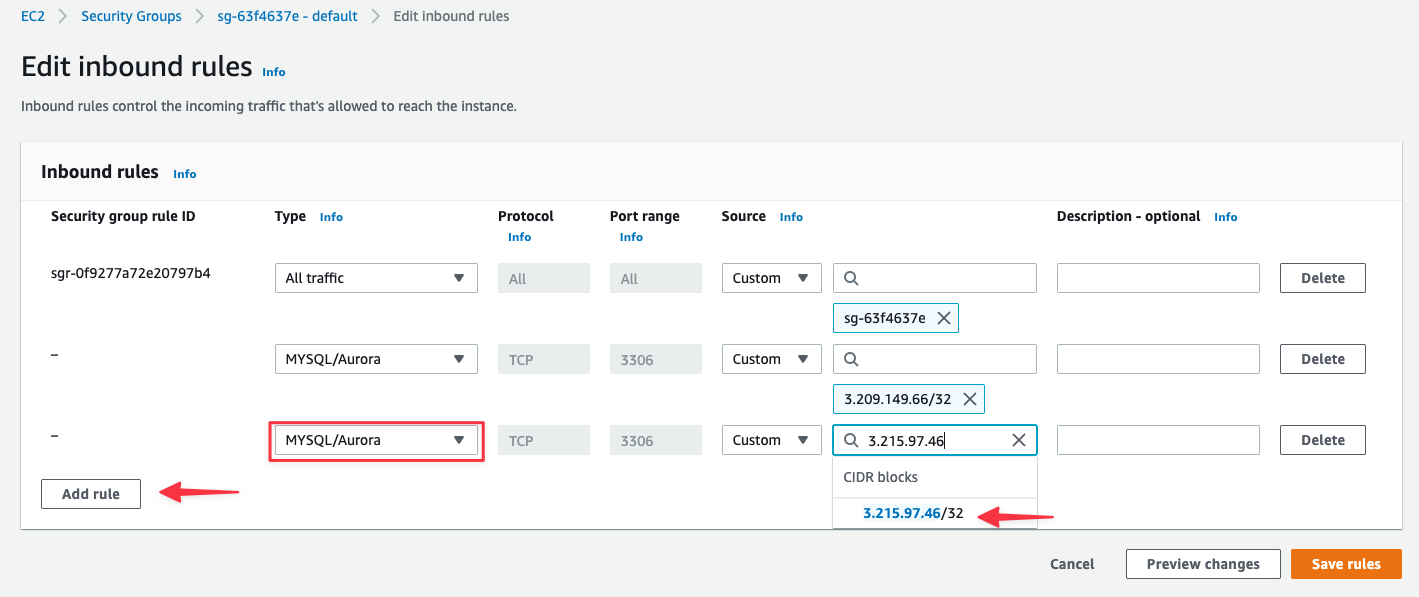 EC2 > Security Groups > sg-63f4637e - default > Edit inbound rules
Edit inbound rules Info
Inbound rules control the incoming traffic that's allowed to reach the instance.
Inbound rules Info
Security group rule ID Type Info Protocol Info Port range Info Source Info Description - optional Info
sgr-0f9277a72e20797b4 All traffic All All Custom Delete
sg-63f4637e
– MYSQL/Aurora TCP 3306 Custom Delete
3.209.149.66/32
– MYSQL/Aurora TCP 3306 Custom 3.215.97.46 Delete
CIDR blocks
Add rule
3.215.97.46/32
Cancel Preview changes Save rules